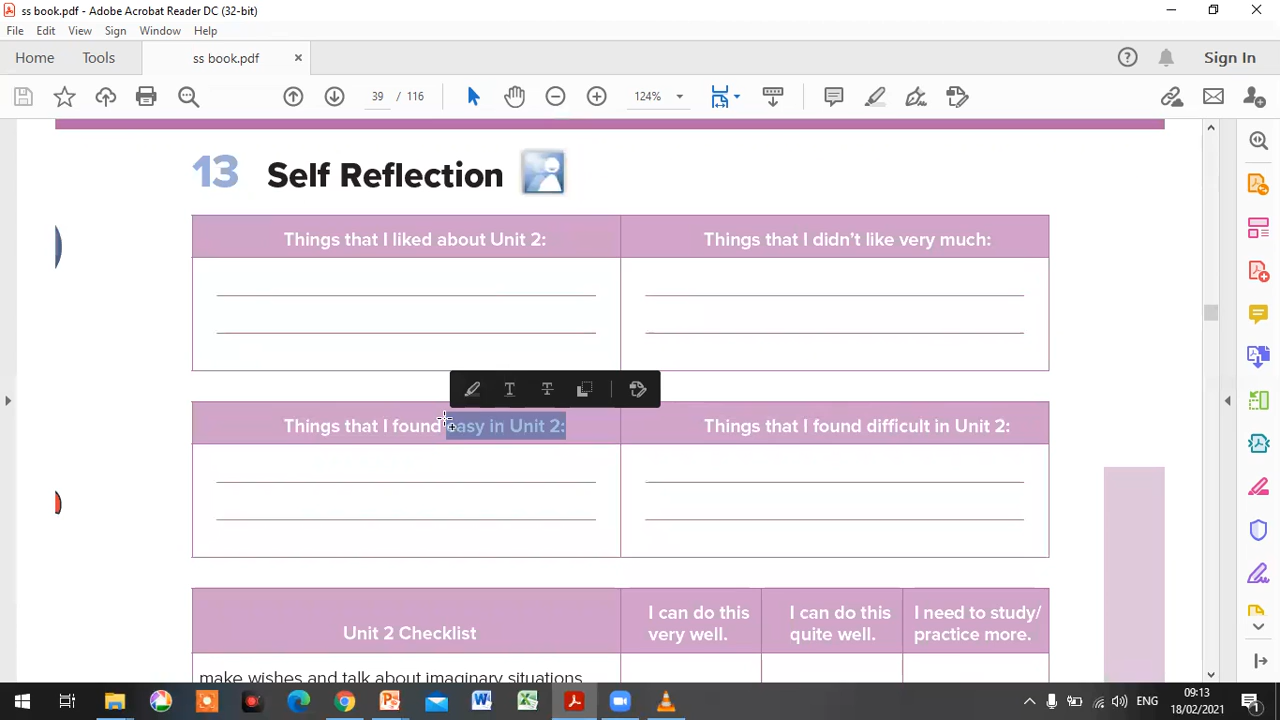 ss book.pdf - Adobe Acrobat Reader DC (32-bit)
File Edit View Sign Window Help
Home Tools ss book.pdf × Sign In
39 / 116 124%
13 Self Reflection
Things that I liked about Unit 2: Things that I didn't like very much:
Things that I found easy in Unit 2: Things that I found difficult in Unit 2:
Unit 2 Checklist
I can do this
very well.
I can do this
quite well.
I need to study/
practice more.
make wishes and talk about imaginary situations
ENG
09:13
18/02/2021